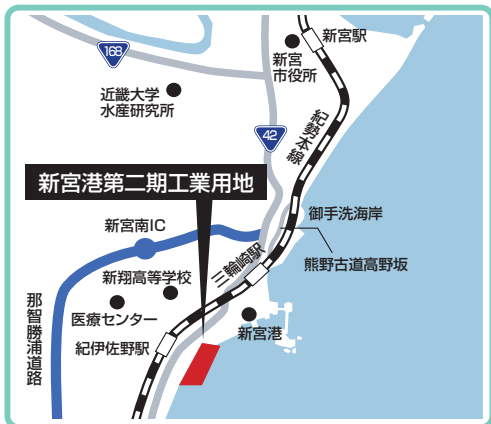 新宮駅
168
新宮
市役所
近畿大学
水産研究所
紀勢本線
42
新宮港第二期工業用地
御手洗海岸
新宮南IC
三輪崎駅
熊野古道高野坂
新翔高等学校
那智勝浦道路
医療センター
新宮港
紀伊佐野駅